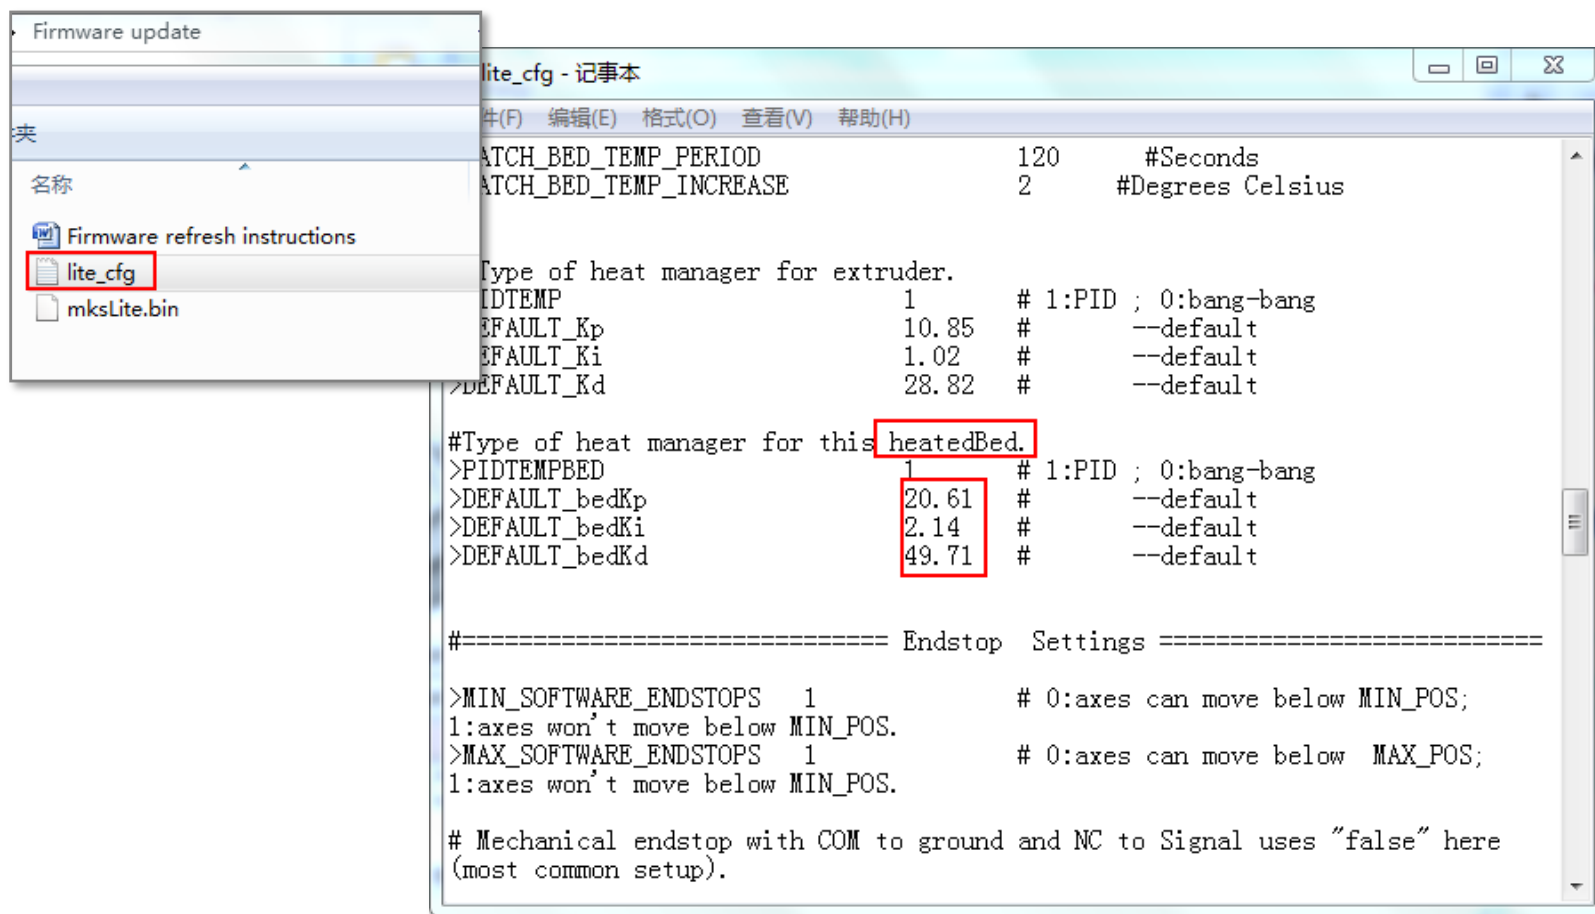 Firmware update
夹
名称
Firmware refresh instructions
lite_cfg
mksLite.bin
lite_cfg - 记事本
件(F) 编辑(E) 格式(O) 查看(V) 帮助(H)
ATCH_BED_TEMP_PERIOD 120 #Seconds
ATCH_BED_TEMP_INCREASE 2 #Degrees Celsius
Type of heat manager for extruder.
IDTEMP 1 # 1:PID ; 0:bang-bang
EFAULT_Kp 10.85 # --default
EFAULT_Ki 1.02 # --default
>DEFAULT_Kd 28.82 # --default
#Type of heat manager for this heatedBed.
>PIDTEMPBED 1 # 1:PID ; 0:bang-bang
>DEFAULT_bedKp 20.61 # --default
>DEFAULT_bedKi 2.14 # --default
>DEFAULT_bedKd 49.71 # --default
#============================== Endstop Settings ===========================
>MIN_SOFTWARE_ENDSTOPS 1 # 0:axes can move below MIN_POS;
1:axes won't move below MIN_POS.
>MAX_SOFTWARE_ENDSTOPS 1 # 0:axes can move below MAX_POS;
1:axes won't move below MIN_POS.
# Mechanical endstop with COM to ground and NC to Signal uses "false" here
(most common setup).